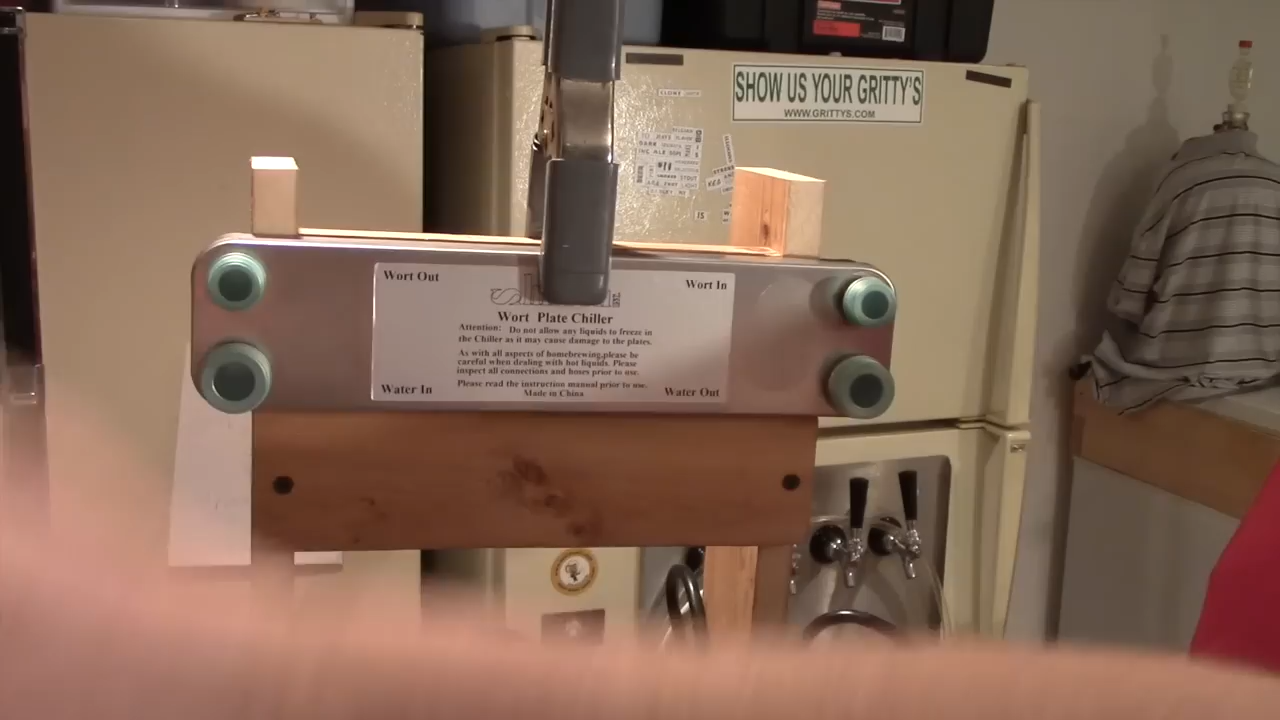 SHOW US YOUR GRITTY'S
WWW.GRITTYS.COM
CLONE
IS
Wort Out
Wort In
Wort Plate Chiller
Attention: Do not allow any liquids to freeze in
the Chiller as it may cause damage to the plates.
As with all aspects of homebrewing,please be
careful when dealing with hot liquids. Please
inspect all connections and hoses prior to use.
Please read the instruction manual prior to use.
Made in China
Water In
Water Out